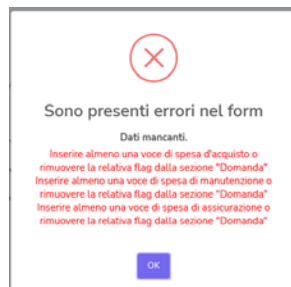 Sono presenti errori nel form
Dati mancanti.
Inserire almeno una voce di spesa d'acquisto o
rimuovere la relativa flag dalla sezione "Domanda"
Inserire almeno una voce di spesa di manutenzione o
rimuovere la relativa flag dalla sezione "Domanda"
Inserire almeno una voce di spesa di assicurazione o
rimuovere la relativa flag dalla sezione "Domanda"
OK